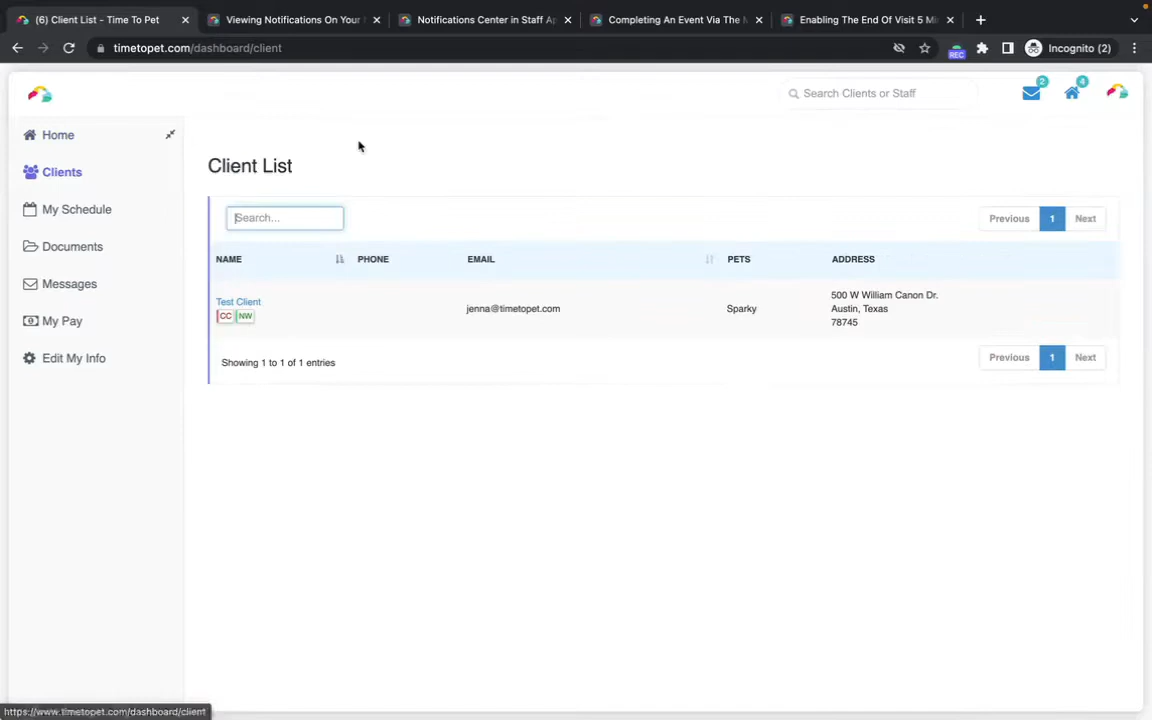 (6) Client List - Time To Pet
Viewing Notifications On Your
Notifications Center in Staff Ap
Completing An Event Via The M
Enabling The End Of Visit 5 Mi
timetopet.com/dashboard/client
REC
Incognito (2)
Search Clients or Staff
2
4
Home
Clients
My Schedule
Documents
Messages
My Pay
Edit My Info
Client List
Search...
Previous 1 Next
NAME PHONE EMAIL PETS ADDRESS
Test Client
CC NW
jenna@timetopet.com
Sparky
500 W William Canon Dr.
Austin, Texas
78745
Showing 1 to 1 of 1 entries
Previous 1 Next
https://www.timetopet.com/dashboard/client